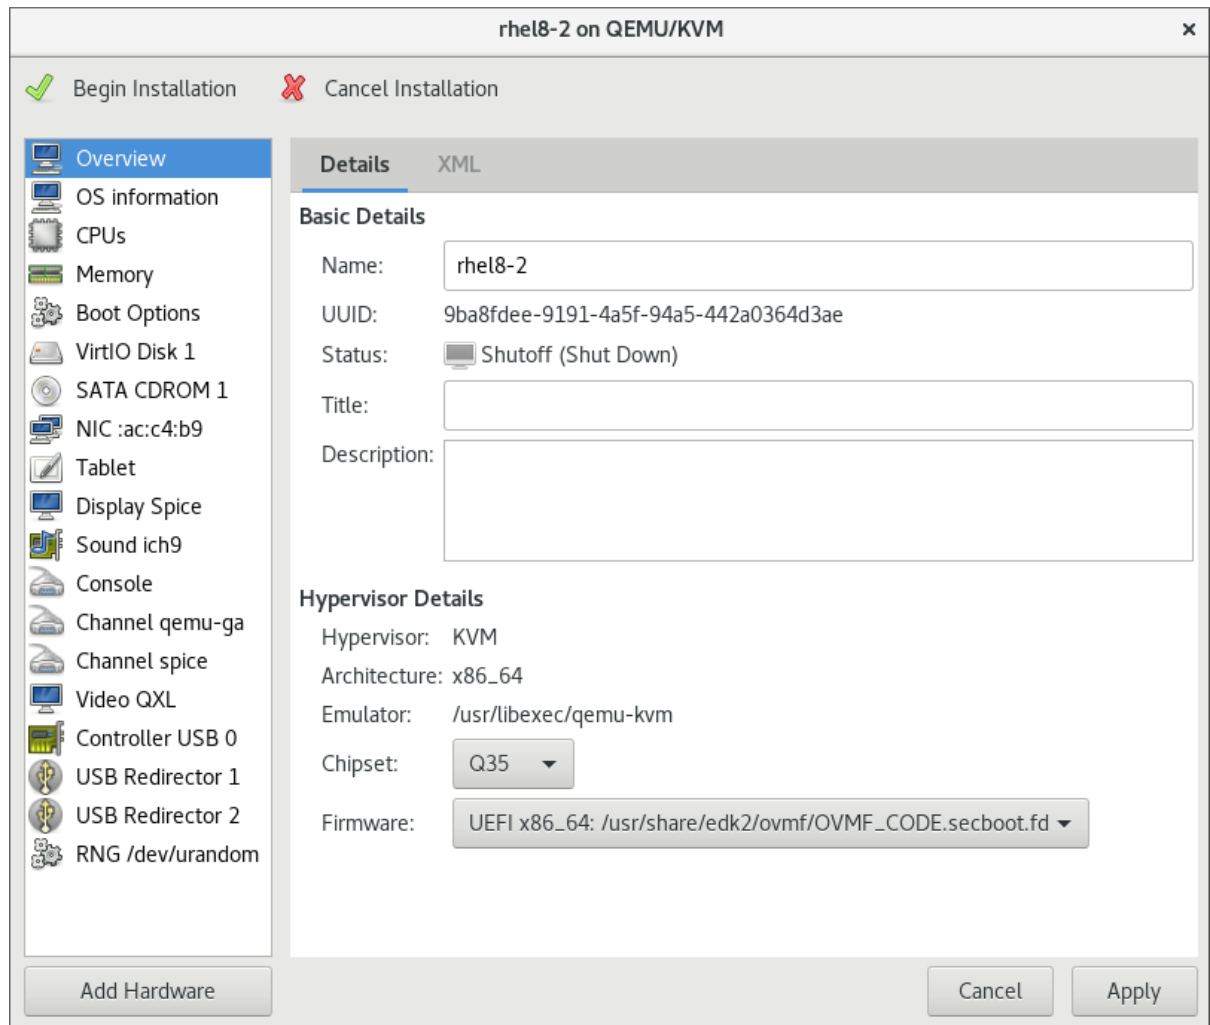 rhel8-2 on QEMU/KVM ×
Begin Installation Cancel Installation
Overview
OS information
CPUs
Memory
Boot Options
VirtIO Disk 1
SATA CDROM 1
NIC :ac:c4:b9
Tablet
Display Spice
Sound ich9
Console
Channel qemu-ga
Channel spice
Video QXL
Controller USB 0
USB Redirector 1
USB Redirector 2
RNG /dev/urandom
Add Hardware
Details XML
Basic Details
Name: rhel8-2
UUID: 9ba8fdee-9191-4a5f-94a5-442a0364d3ae
Status: Shutoff (Shut Down)
Title:
Description:
Hypervisor Details
Hypervisor: KVM
Architecture: x86_64
Emulator: /usr/libexec/qemu-kvm
Chipset: Q35
Firmware: UEFI x86_64: /usr/share/edk2/ovmf/OVMF_CODE.secboot.fd
Cancel Apply